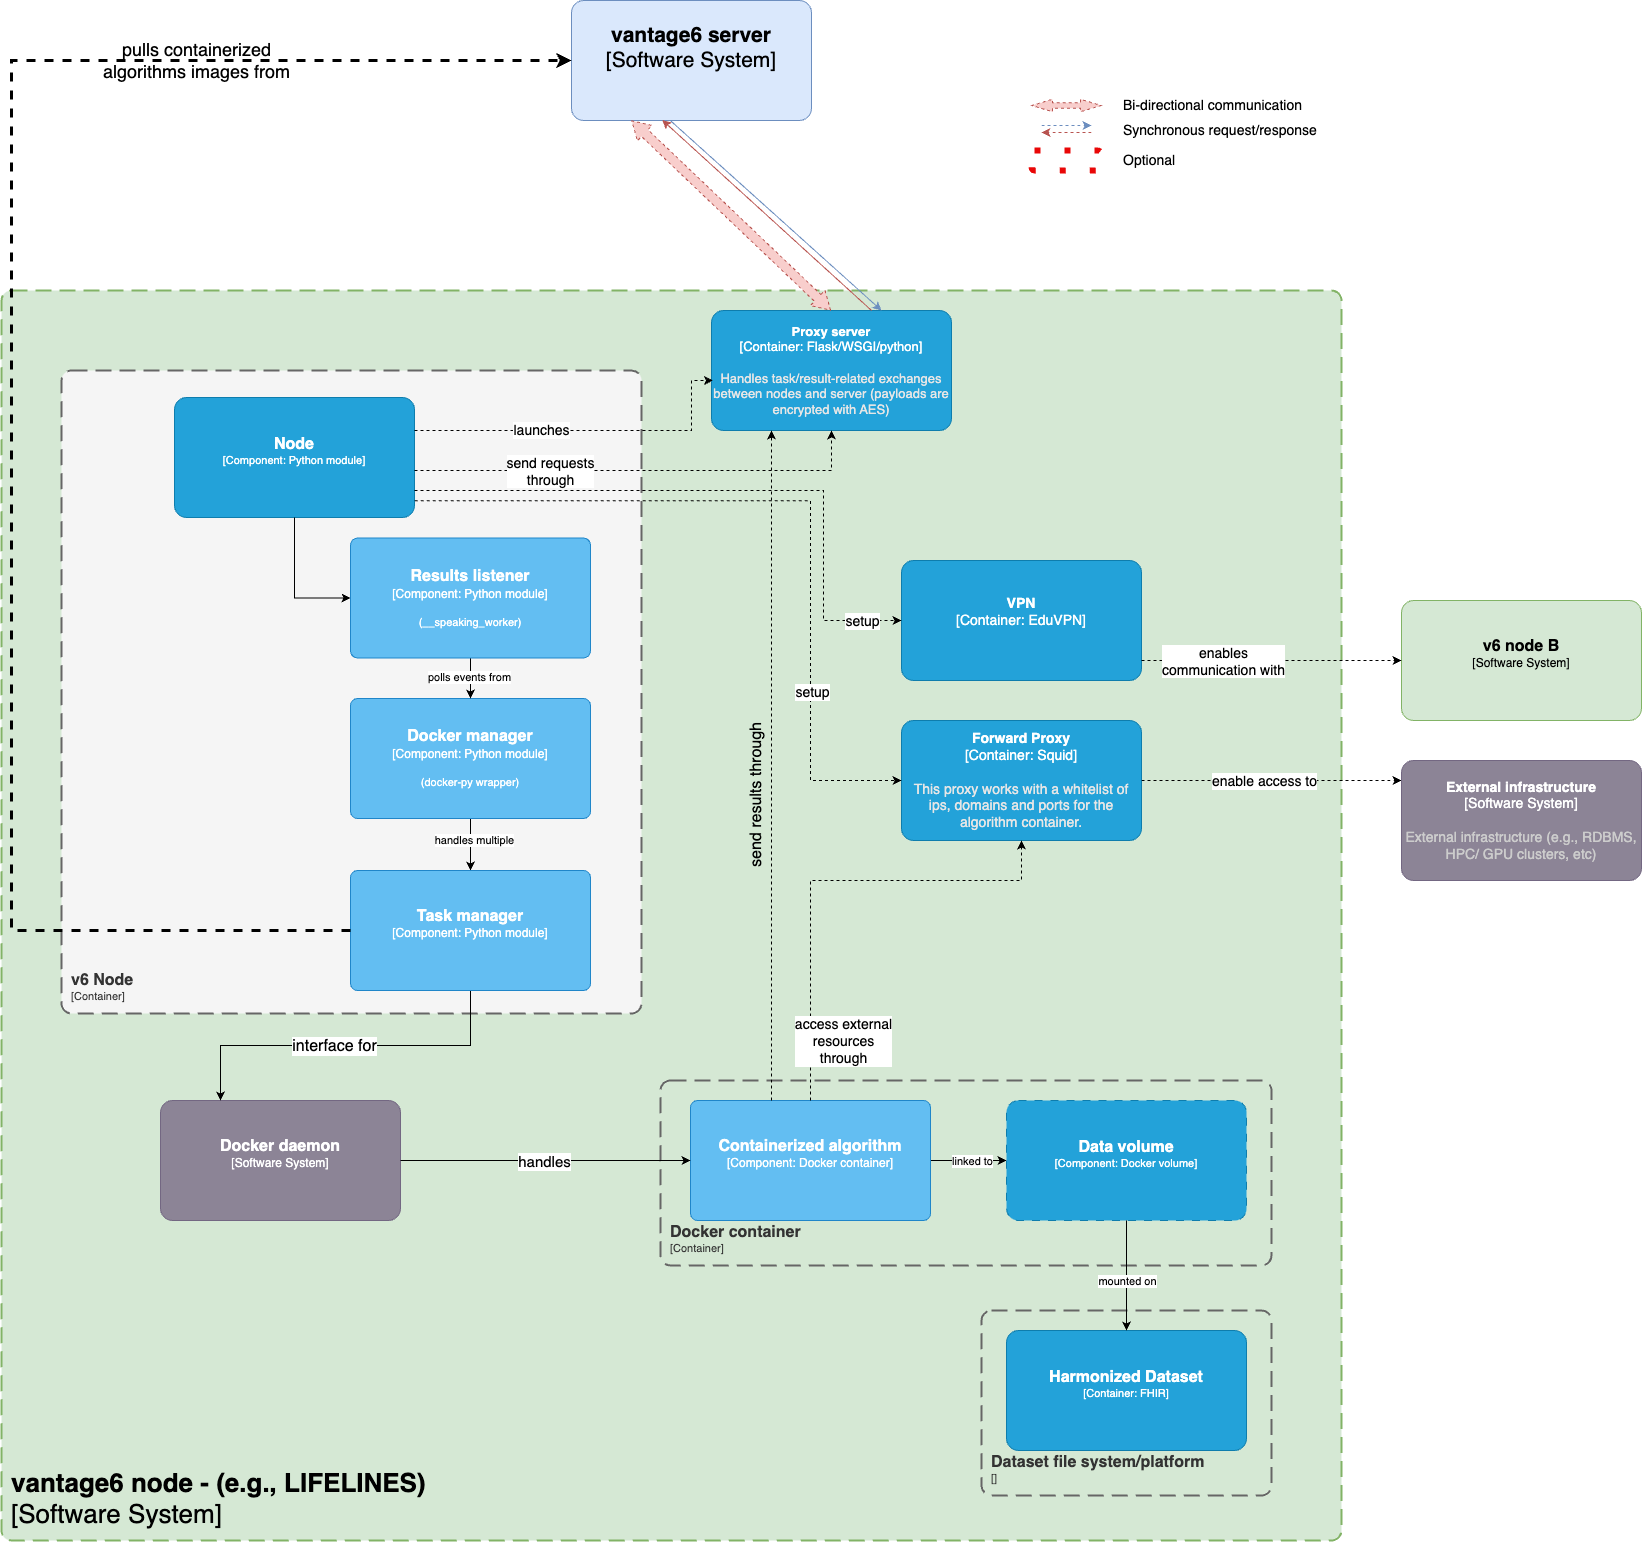 vantage6 server
[Software System]
pulls containerized
algorithms images from
Bi-directional communication
Synchronous request/response
Optional
Proxy server
[Container: Flask/WSGI/python]
Handles task/result-related exchanges
between nodes and server (payloads are
encrypted with AES)
Node
[Component: Python module]
launches
send requests
through
Results listener
[Component: Python module]
(__speaking_worker)
polls events from
Docker manager
[Component: Python module]
(docker-py wrapper)
handles multiple
Task manager
[Component: Python module]
v6 Node
[Container]
setup
VPN
[Container: EduVPN]
enables
communication with
v6 node B
[Software System]
setup
Forward Proxy
[Container: Squid]
This proxy works with a whitelist of
ips, domains and ports for the
algorithm container.
enable access to
External infrastructure
[Software System]
External infrastructure (e.g., RDBMS,
HPC/ GPU clusters, etc)
send results through
access external
resources
through
interface for
Docker daemon
[Software System]
handles
Containerized algorithm
[Component: Docker container]
linked to
Data volume
[Component: Docker volume]
Docker container
[Container]
mounted on
Harmonized Dataset
[Container: FHIR]
Dataset file system/platform
[]
vantage6 node - (e.g., LIFELINES)
[Software System]